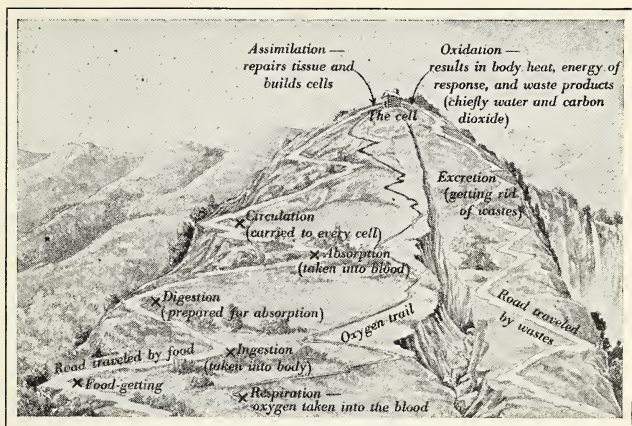 Assimilation —
repairs tissue and
builds cells
Oxidation —
results in body heat, energy of
response, and waste products
(chiefly water and carbon
dioxide)
The cell
Excretion
(getting rid
of wastes)
Circulation
(carried to every cell)
Absorption
(taken into blood)
Digestion
(prepared for absorption)
Oxygen trail
Road traveled
by wastes
Road traveled by food
Ingestion
(taken into body)
Food-getting
Respiration —
oxygen taken into the blood